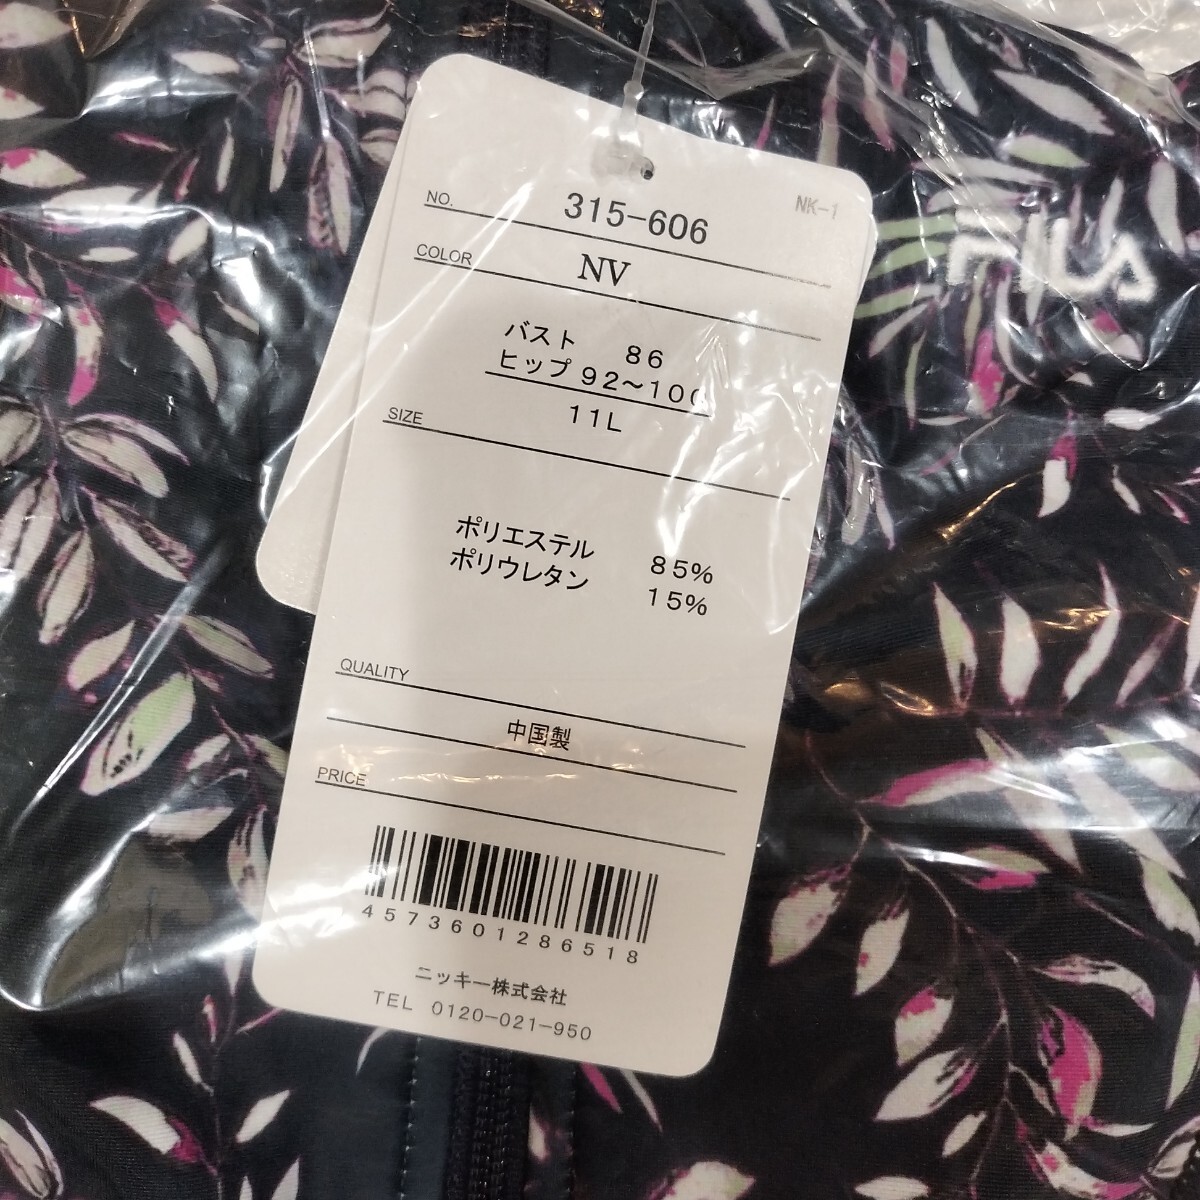 NK-1
NO. 315-606
COLOR NV
バスト 86
ヒップ 92～100
SIZE 11L
ポリエステル 85%
ポリウレタン 15%
QUALITY
中国製
PRICE
4573601286518
ニッキー株式会社
TEL 0120-021-950
FILA